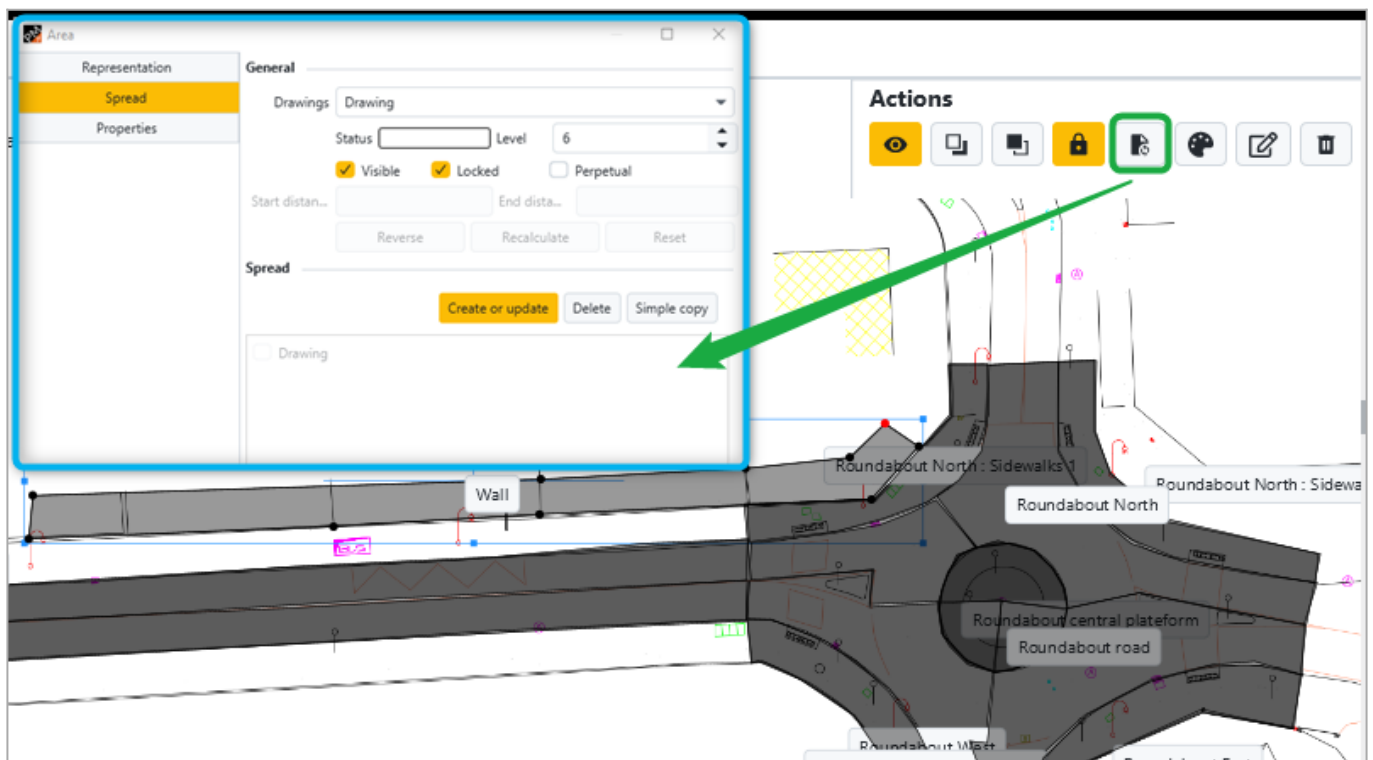 Area
Representation
Spread
Properties
General
Drawings Drawing
Status Level 6
Visible Locked Perpetual
Start distan... End dista...
Reverse Recalculate Reset
Spread
Create or update Delete Simple copy
Drawing
Actions
Roundabout North : Sidewalks 1
Roundabout North : Sidewa
Wall
Roundabout North
BUS
Roundabout central plateform
Roundabout road
Roundabout West